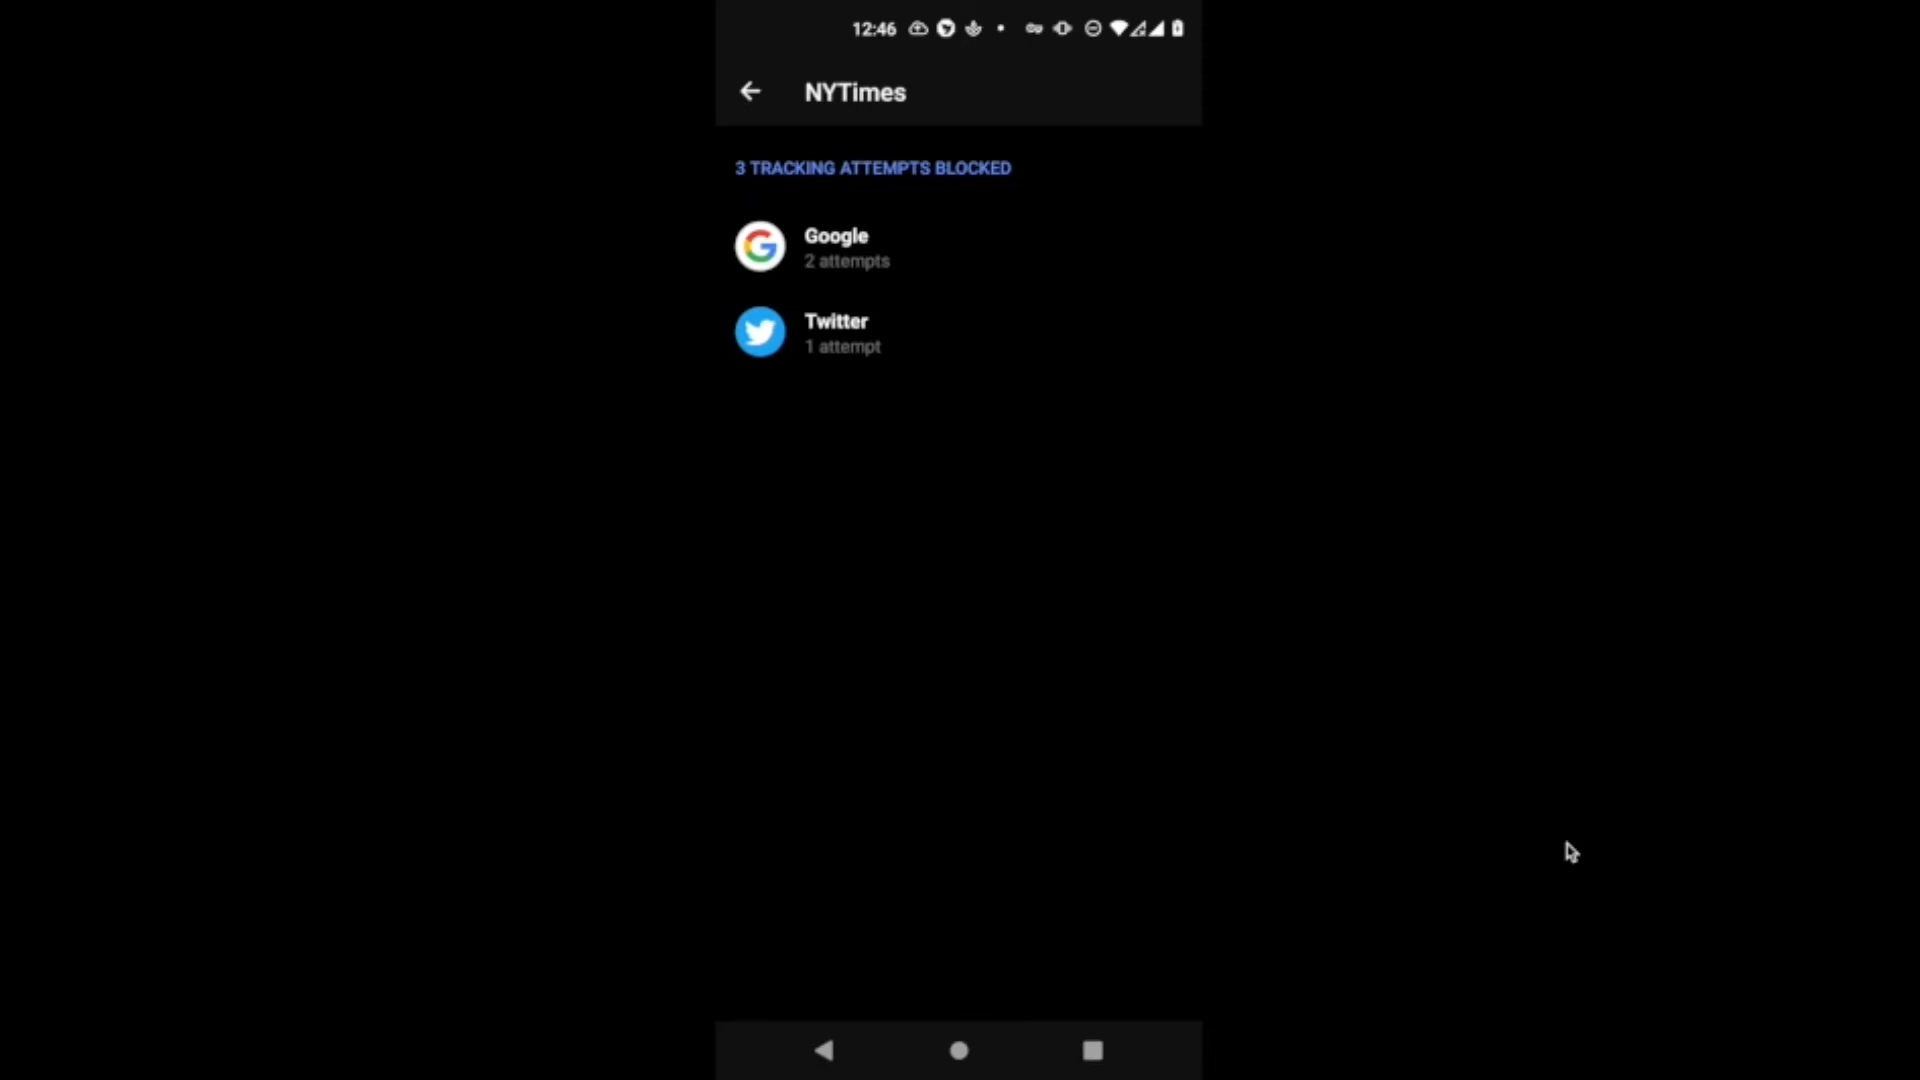 12:46
NYTimes
3 TRACKING ATTEMPTS BLOCKED
Google
2 attempts
Twitter
1 attempt